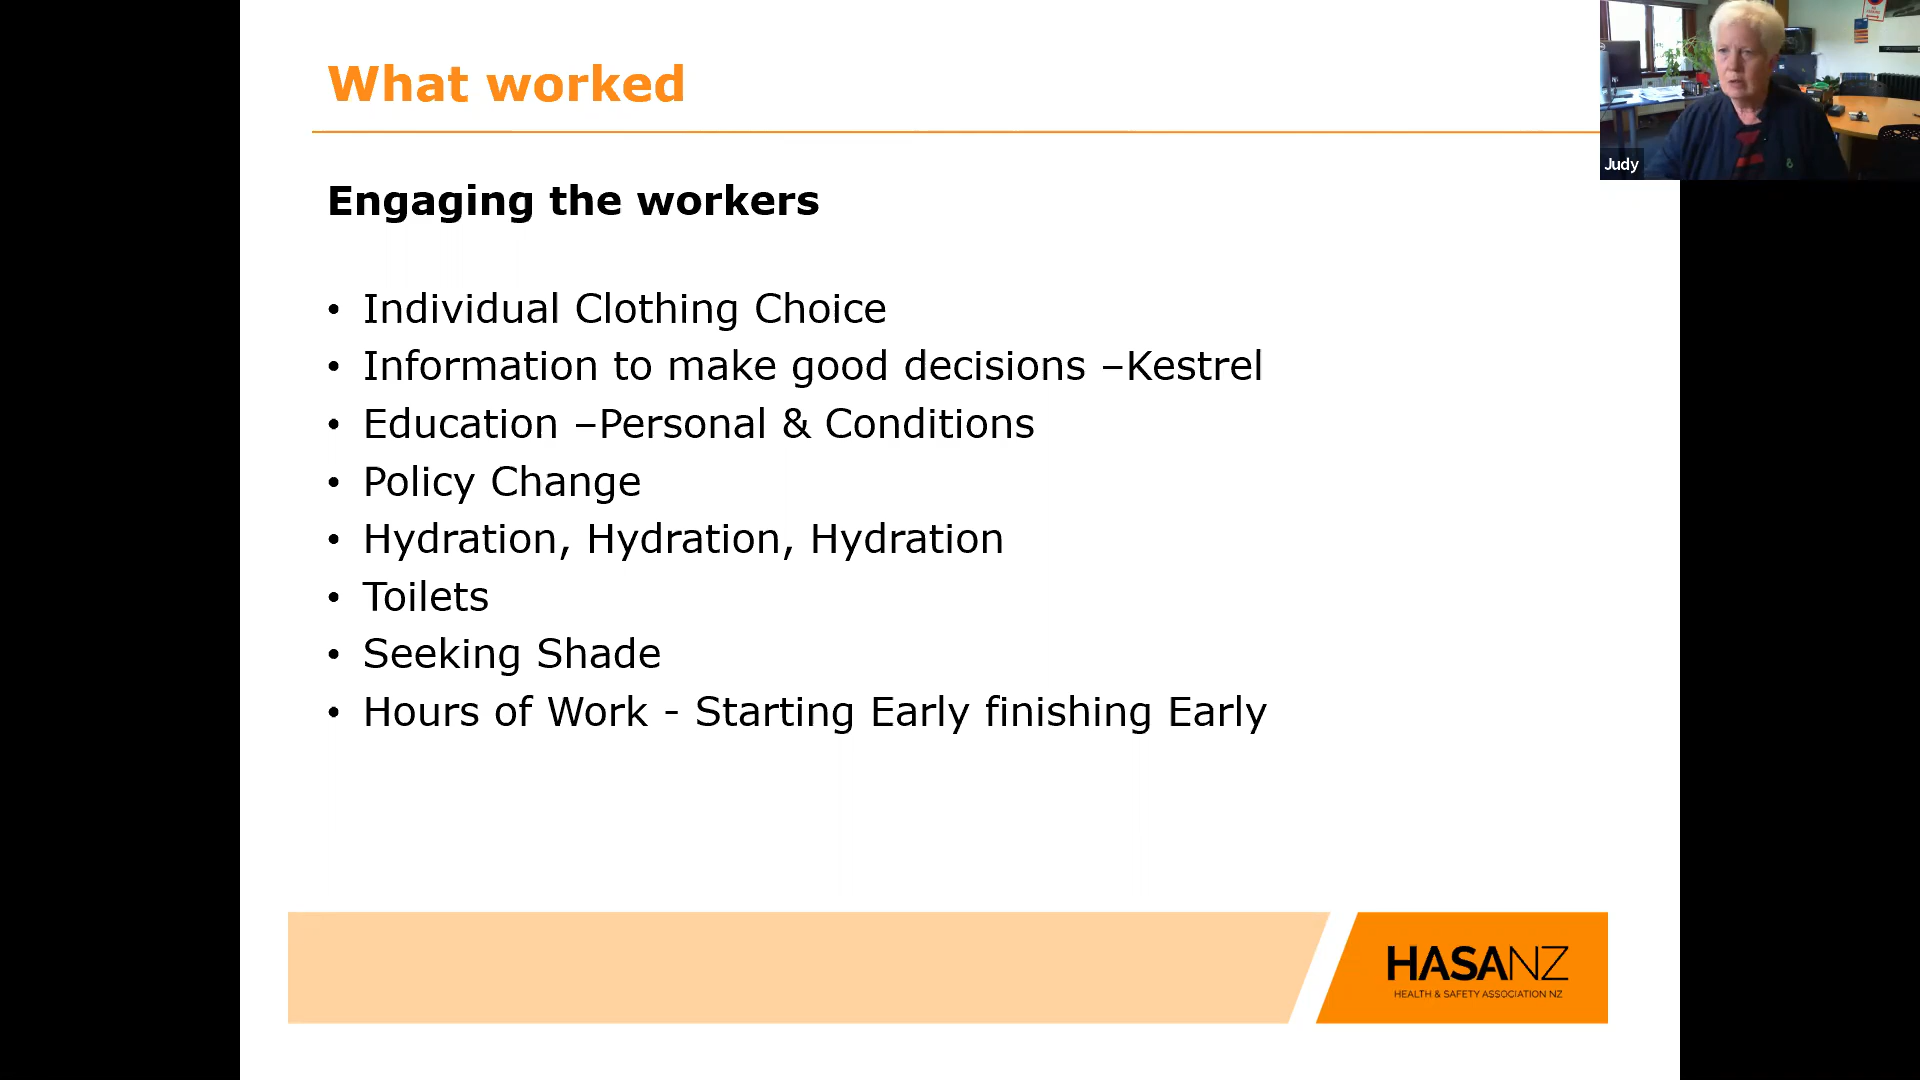 What worked
Judy
Engaging the workers
• Individual Clothing Choice
• Information to make good decisions –Kestrel
• Education –Personal & Conditions
• Policy Change
• Hydration, Hydration, Hydration
• Toilets
• Seeking Shade
• Hours of Work - Starting Early finishing Early
HASANZ
HEALTH & SAFETY ASSOCIATION NZ